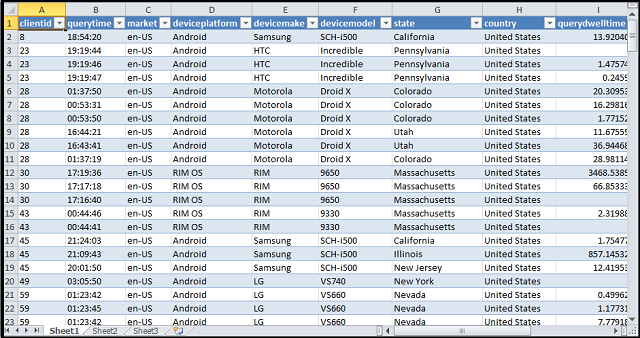 A B C D E F G H I
1 clientid querytime market deviceplatform devicemake devicemodel state country querydwelltime
2 8 18:54:20 en-US Android Samsung SCH-i500 California United States 13.92040
3 23 19:19:44 en-US Android HTC Incredible Pennsylvania United States
4 23 19:19:46 en-US Android HTC Incredible Pennsylvania United States 1.47574
5 23 19:19:47 en-US Android HTC Incredible Pennsylvania United States 0.2459
6 28 01:37:50 en-US Android Motorola Droid X Colorado United States 20.30953
7 28 00:53:31 en-US Android Motorola Droid X Colorado United States 16.29816
8 28 00:53:50 en-US Android Motorola Droid X Colorado United States 1.77152
9 28 16:44:21 en-US Android Motorola Droid X Utah United States 11.67559
10 28 16:43:41 en-US Android Motorola Droid X Utah United States 36.94468
11 28 01:37:19 en-US Android Motorola Droid X Colorado United States 28.98114
12 30 17:19:36 en-US RIM OS RIM 9650 Massachusetts United States 3468.5389
13 30 17:17:18 en-US RIM OS RIM 9650 Massachusetts United States 66.85333
14 30 17:16:40 en-US RIM OS RIM 9650 Massachusetts United States
15 43 00:44:46 en-US RIM OS RIM 9330 Massachusetts United States 2.31988
16 43 00:44:41 en-US RIM OS RIM 9330 Massachusetts United States
17 45 21:24:03 en-US Android Samsung SCH-i500 California United States 1.75477
18 45 21:09:43 en-US Android Samsung SCH-i500 Illinois United States 857.14532
19 45 20:01:50 en-US Android Samsung SCH-i500 New Jersey United States 12.41953
20 49 03:05:50 en-US Android LG VS740 New York United States
21 59 01:23:42 en-US Android LG VS660 Nevada United States 0.49962
22 59 01:23:45 en-US Android LG VS660 Nevada United States 1.17731
23 59 01:23:42 en-US Android LG VS660 Nevada United States 7.77918
Sheet1 Sheet2 Sheet3